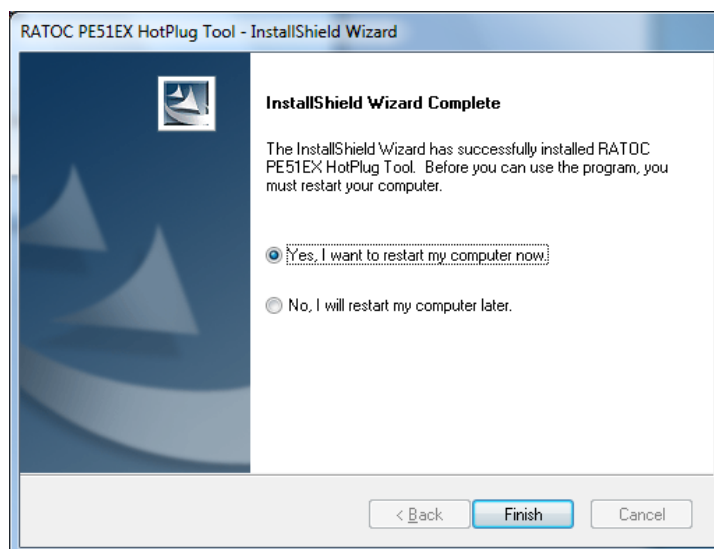 RATOC PE51EX HotPlug Tool - InstallShield Wizard
InstallShield Wizard Complete
The InstallShield Wizard has successfully installed RATOC
PE51EX HotPlug Tool. Before you can use the program, you
must restart your computer.
Yes, I want to restart my computer now.
No, I will restart my computer later.
< Back Finish Cancel